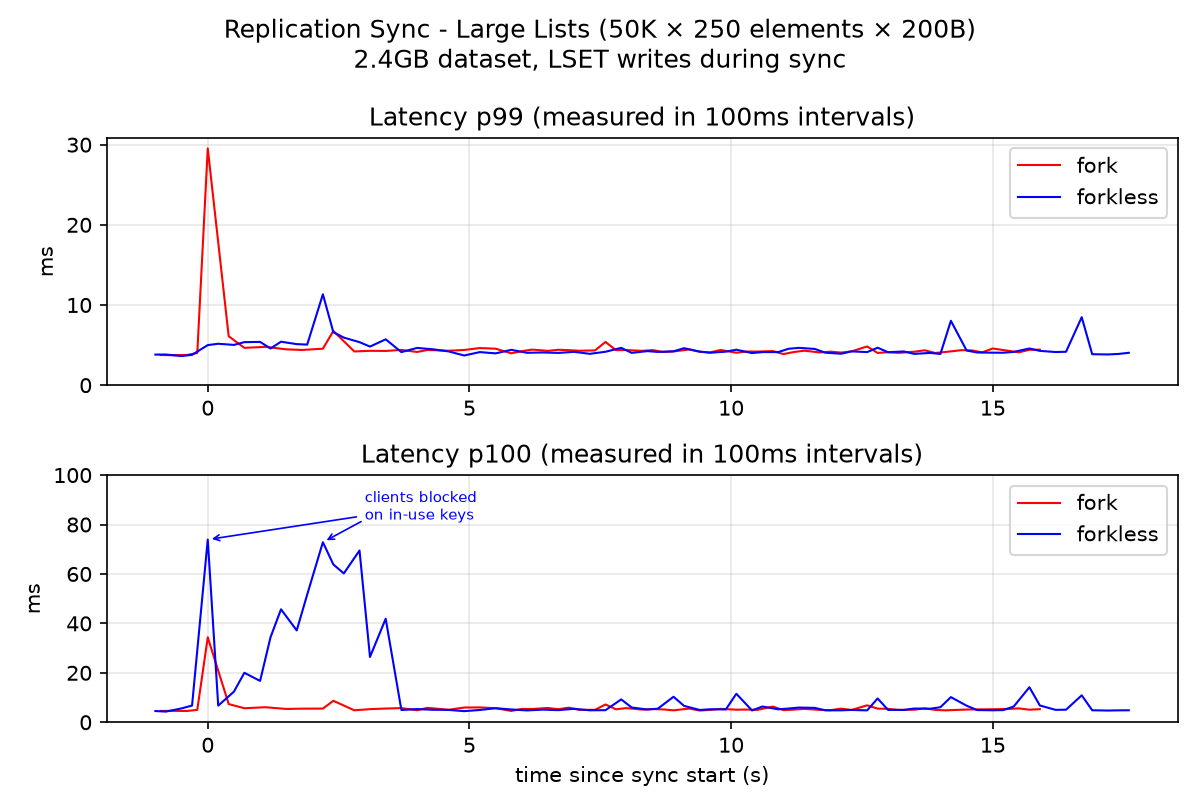 Replication Sync - Large Lists (50K × 250 elements × 200B)
2.4GB dataset, LSET writes during sync
Latency p99 (measured in 100ms intervals)
30
20
10
0
ms
fork
forkless
0 5 10 15
Latency p100 (measured in 100ms intervals)
100
80
60
40
20
0
ms
clients blocked
on in-use keys
fork
forkless
0 5 10 15
time since sync start (s)